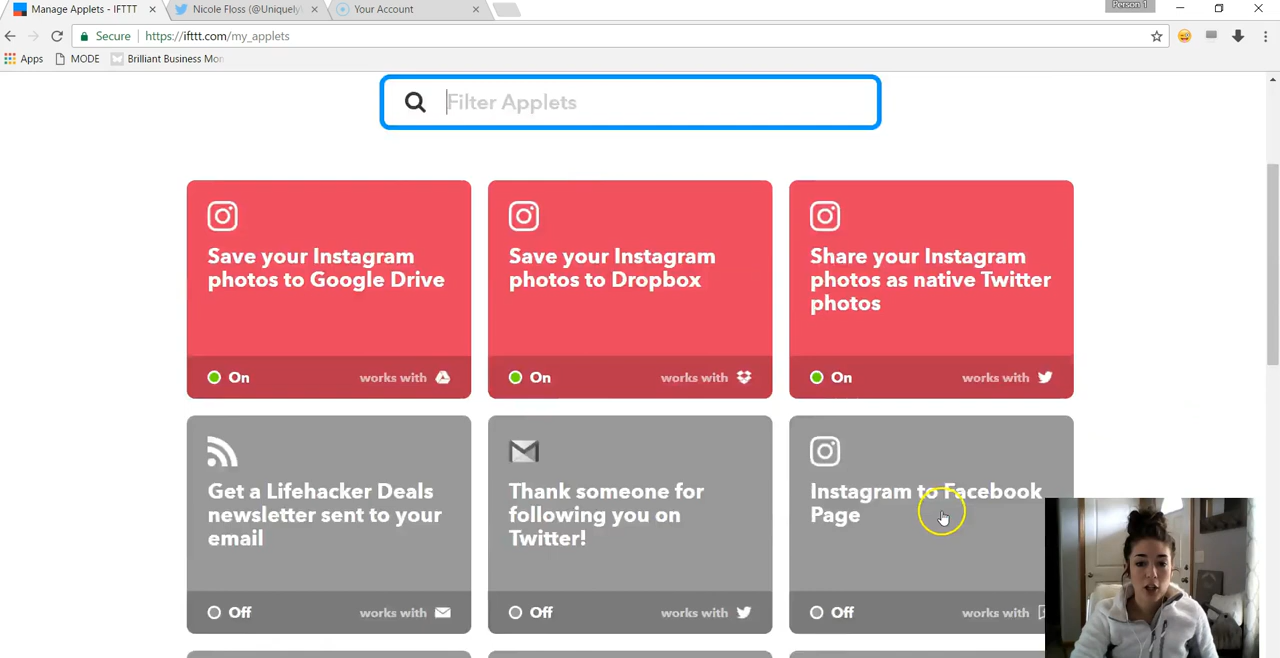 Manage Applets - IFTTT
Nicole Floss (@Uniquely
Your Account
Person 1
Secure
https://ifttt.com/my_applets
Apps
MODE
Brilliant Business Mom
Filter Applets
Save your Instagram
photos to Google Drive
On
works with
Save your Instagram
photos to Dropbox
On
works with
Share your Instagram
photos as native Twitter
photos
On
works with
Get a Lifehacker Deals
newsletter sent to your
email
Off
works with
Thank someone for
following you on
Twitter!
Off
works with
Instagram to Facebook
Page
Off
works with